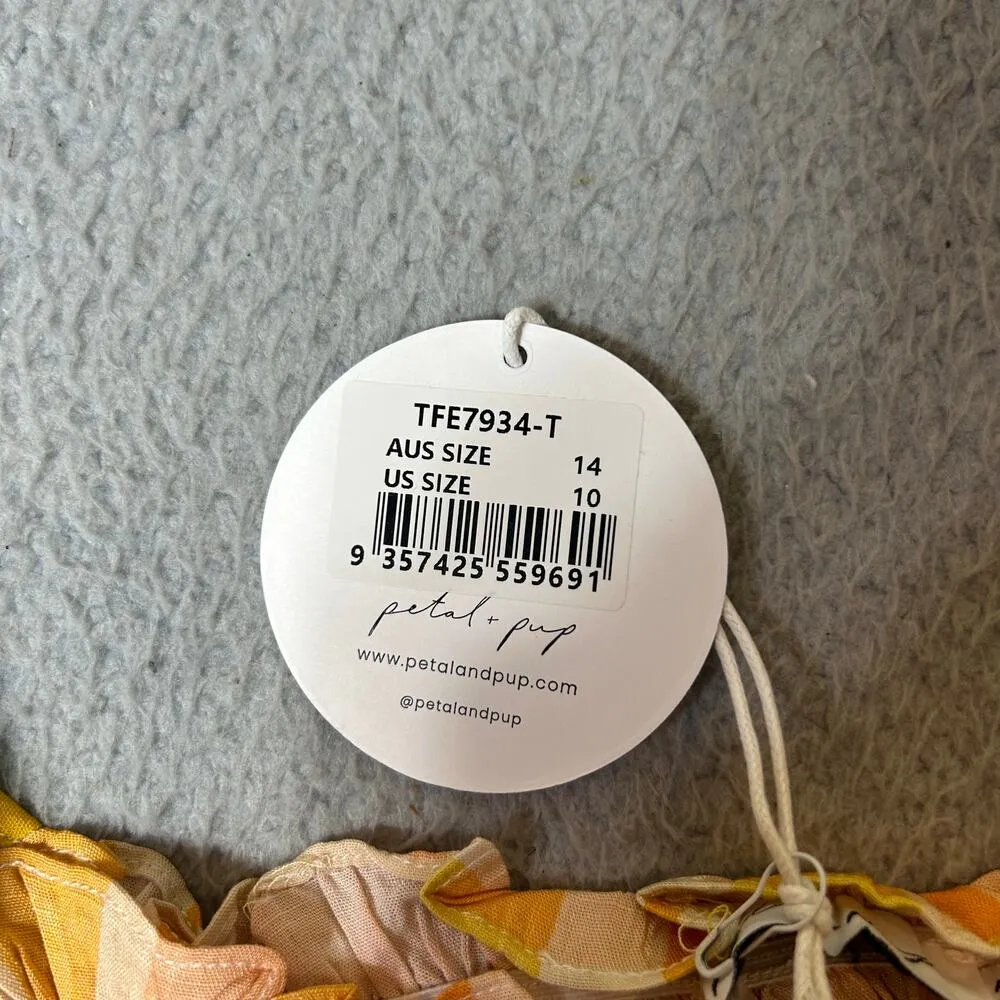 TFE7934-T
AUS SIZE 14
US SIZE 10
9 357425 559691
petal + pup
www.petalandpup.com
@petalandpup